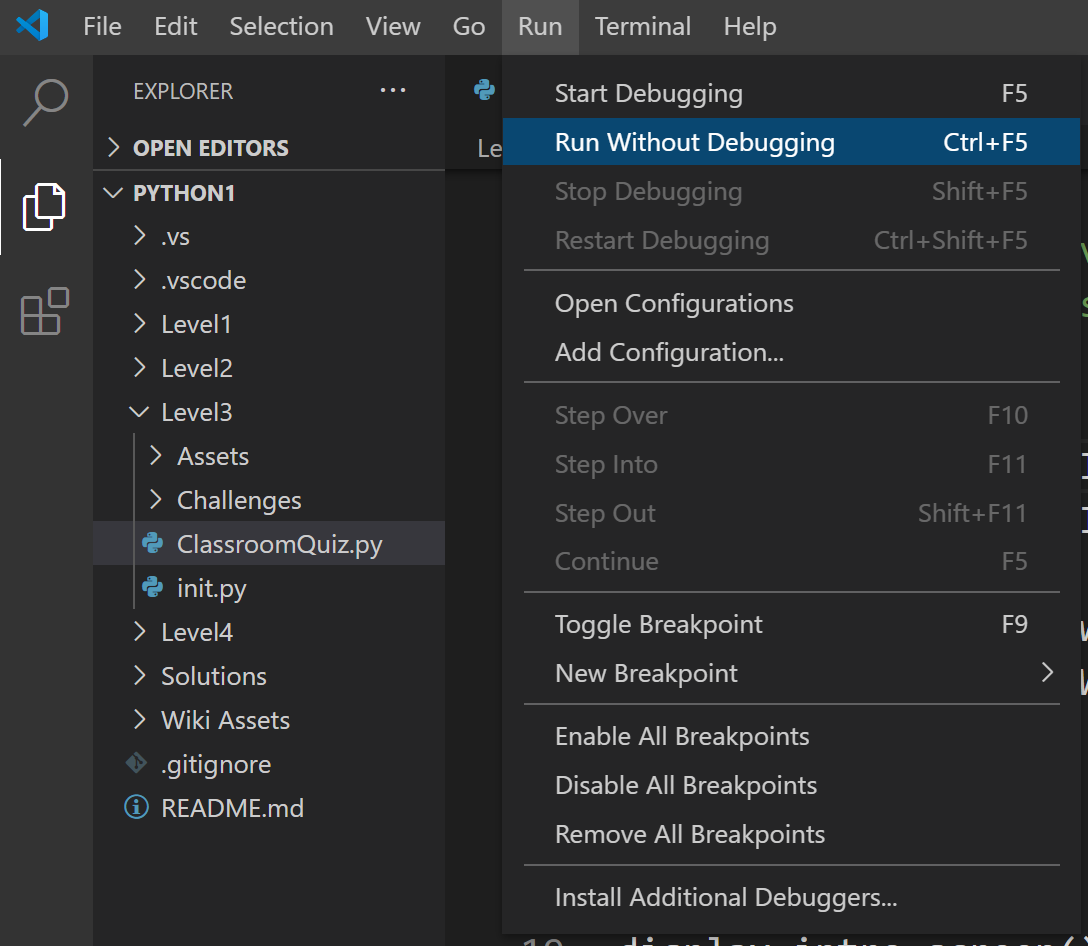 File Edit Selection View Go Run Terminal Help
EXPLORER ...
OPEN EDITORS
PYTHON1
.vs
.vscode
Level1
Level2
Level3
Assets
Challenges
ClassroomQuiz.py
init.py
Level4
Solutions
Wiki Assets
.gitignore
README.md
Le
Start Debugging F5
Run Without Debugging Ctrl+F5
Stop Debugging Shift+F5
Restart Debugging Ctrl+Shift+F5
Open Configurations
Add Configuration...
Step Over F10
Step Into F11
Step Out Shift+F11
Continue F5
Toggle Breakpoint F9
New Breakpoint
Enable All Breakpoints
Disable All Breakpoints
Remove All Breakpoints
Install Additional Debuggers...